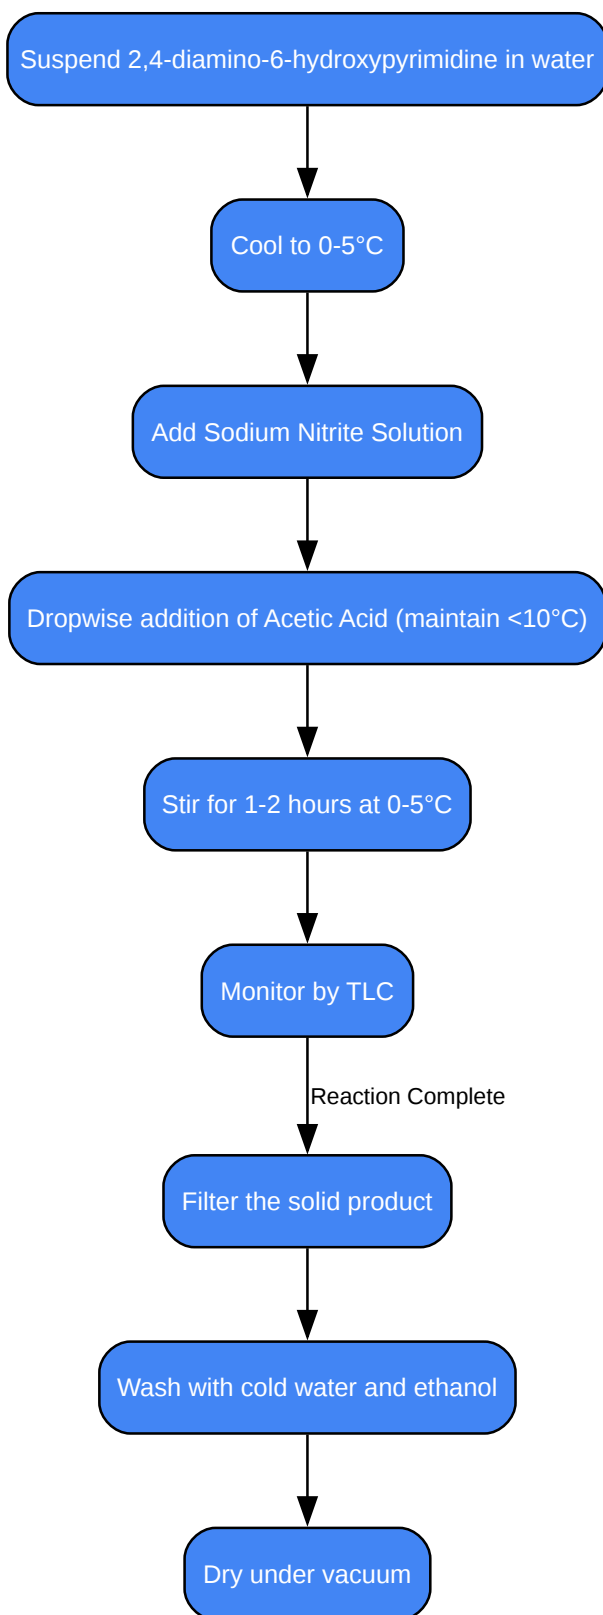 Suspend 2,4-diamino-6-hydroxypyrimidine in water
Cool to 0-5°C
Add Sodium Nitrite Solution
Dropwise addition of Acetic Acid (maintain <10°C)
Stir for 1-2 hours at 0-5°C
Monitor by TLC
Reaction Complete
Filter the solid product
Wash with cold water and ethanol
Dry under vacuum